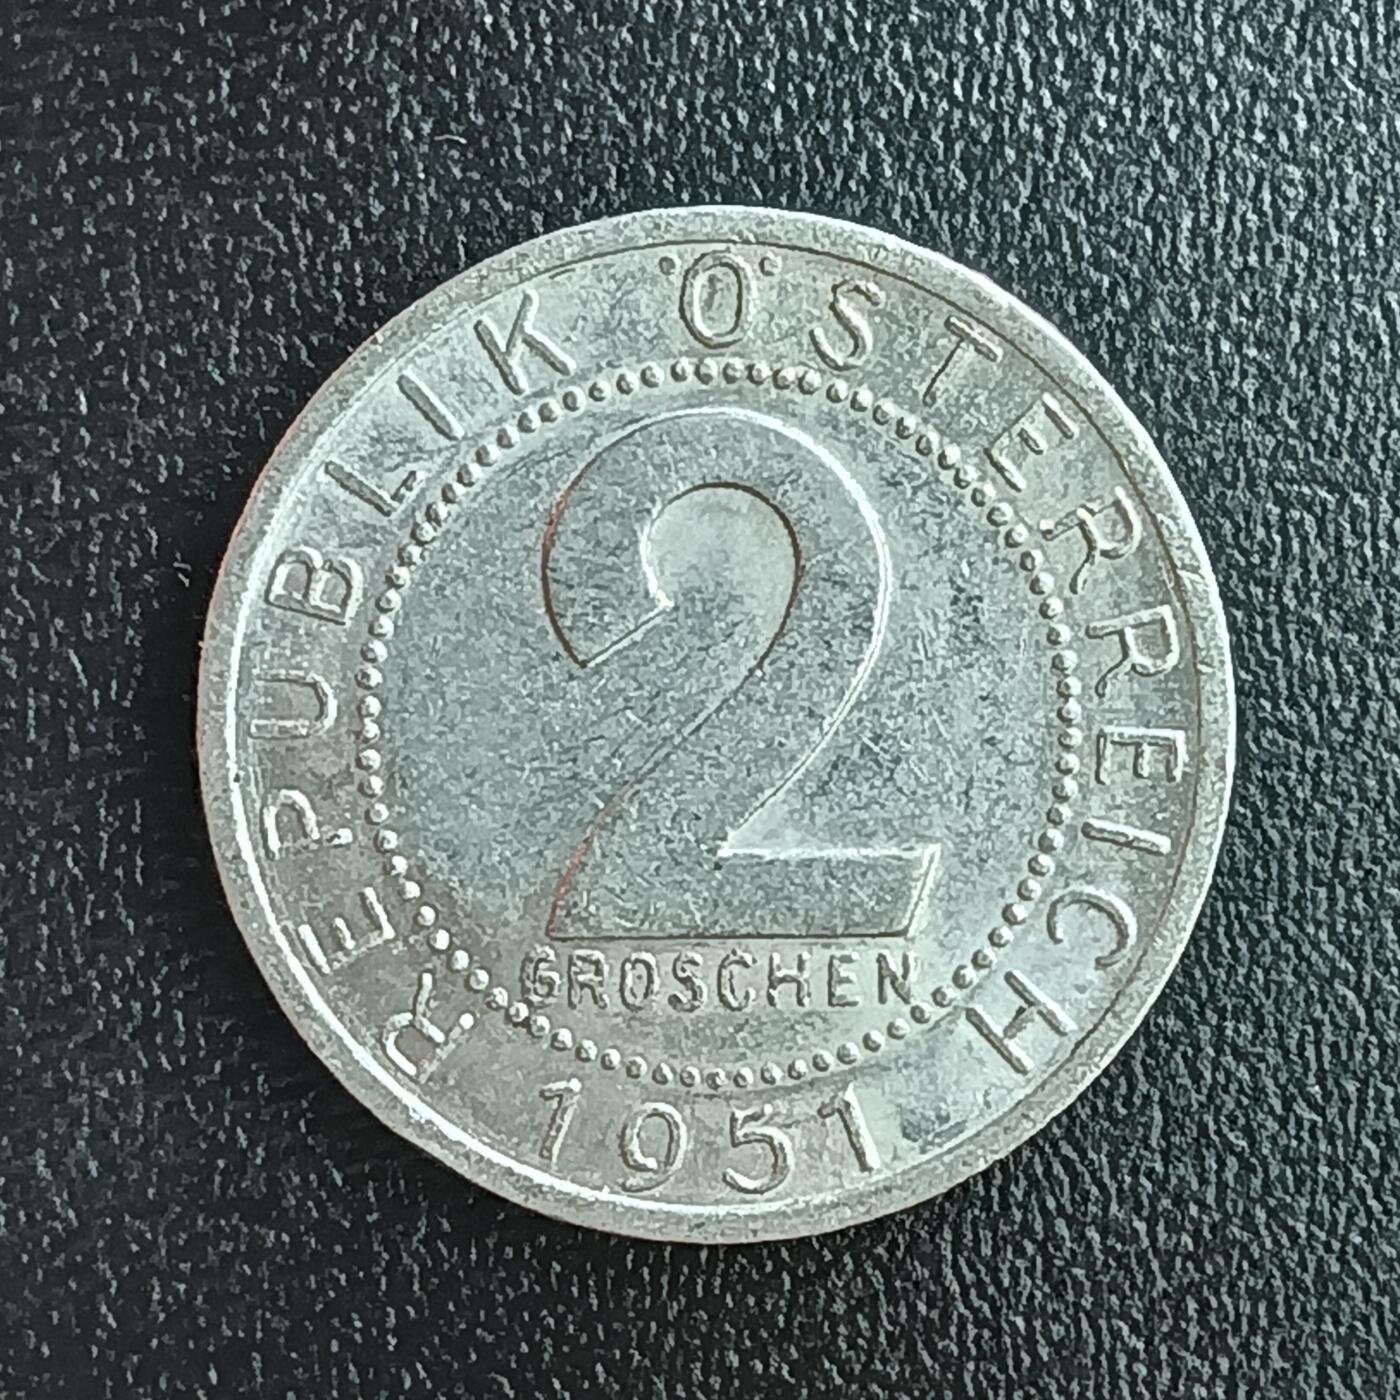 REPUBLIK ÖSTERREICH
2
GROSCHEN
1951